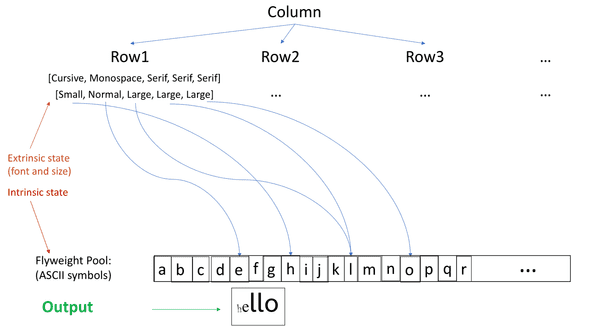 Column
Row1 Row2 Row3 ...
[Cursive, Monospace, Serif, Serif, Serif]
[Small, Normal, Large, Large, Large] ... ... ...
Extrinsic state
(font and size)
Intrinsic state
Flyweight Pool:
(ASCII symbols)
a b c d e f g h i j k l m n o p q r ...
Output
hello